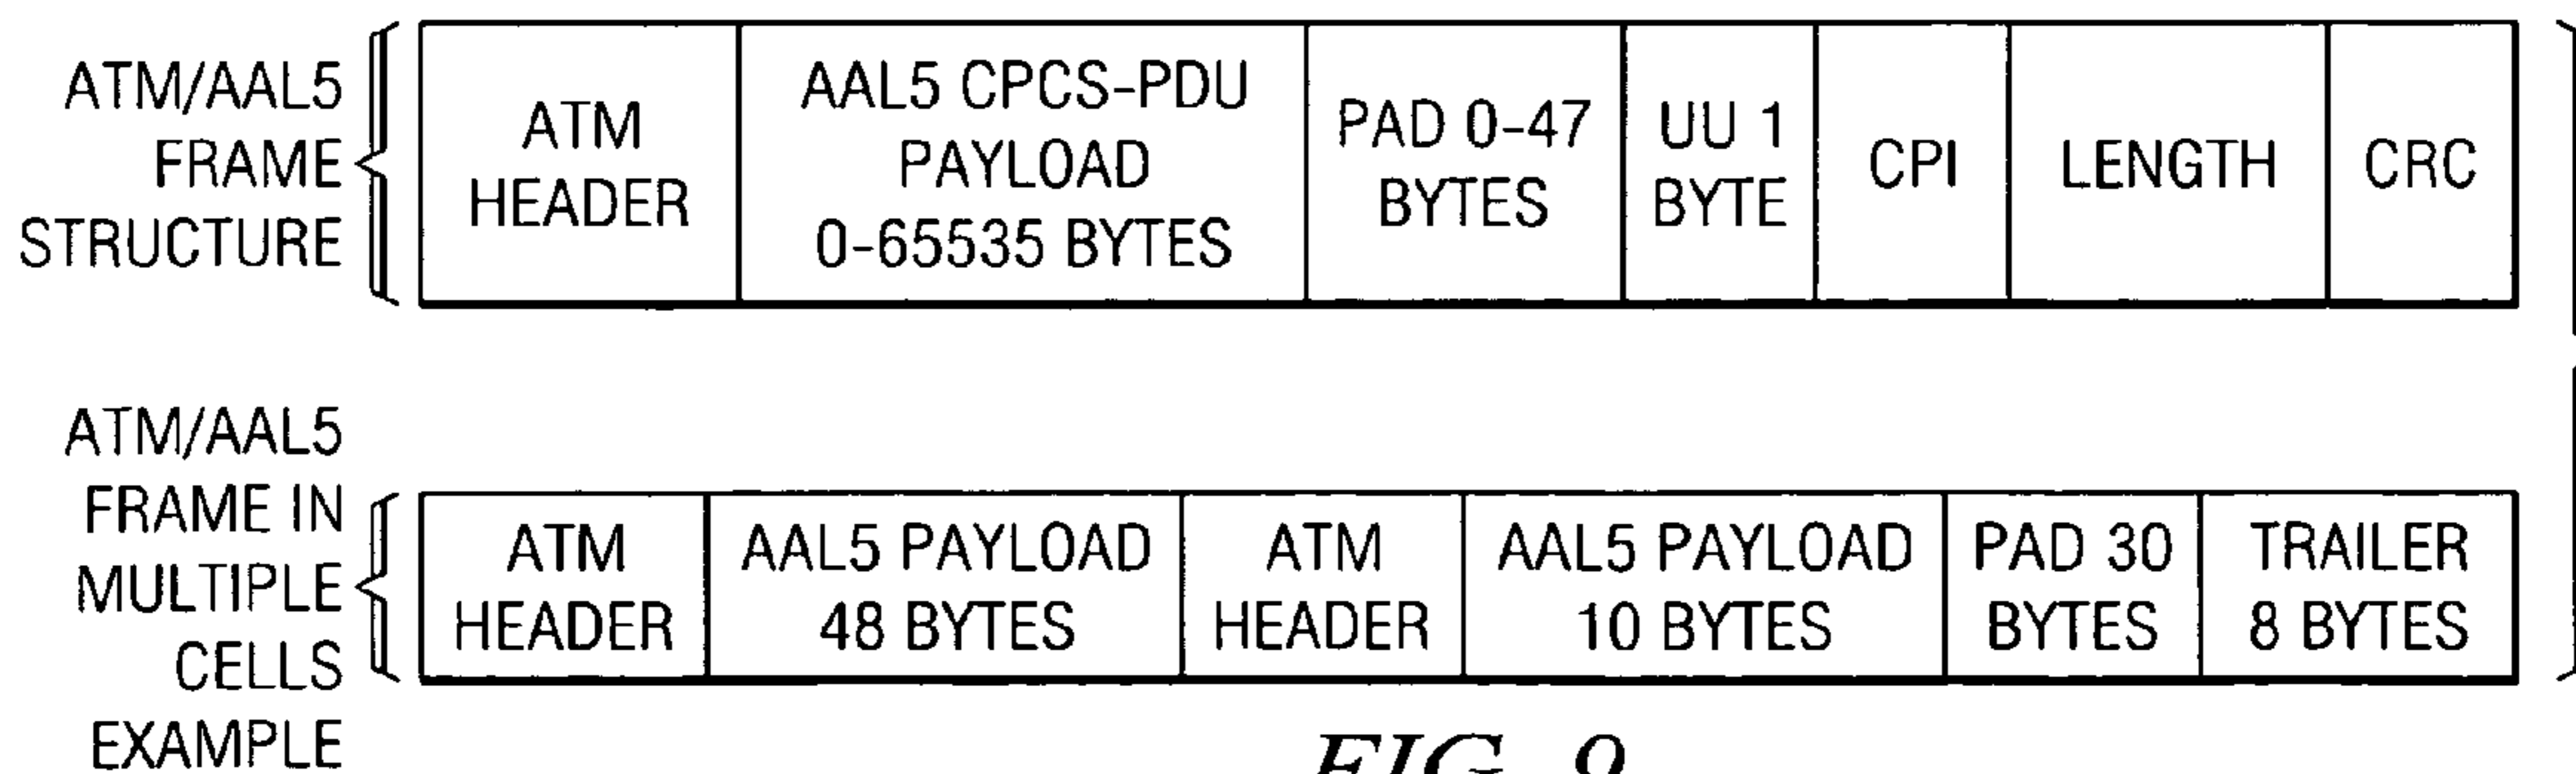 ATM/AAL5
FRAME
STRUCTURE
ATM
HEADER
AAL5 CPCS-PDU
PAYLOAD
0-65535 BYTES
PAD 0-47
BYTES
UU 1
BYTE
CPI
LENGTH
CRC
ATM/AAL5
FRAME IN
MULTIPLE
CELLS
EXAMPLE
ATM
HEADER
AAL5 PAYLOAD
48 BYTES
ATM
HEADER
AAL5 PAYLOAD
10 BYTES
PAD 30
BYTES
TRAILER
8 BYTES